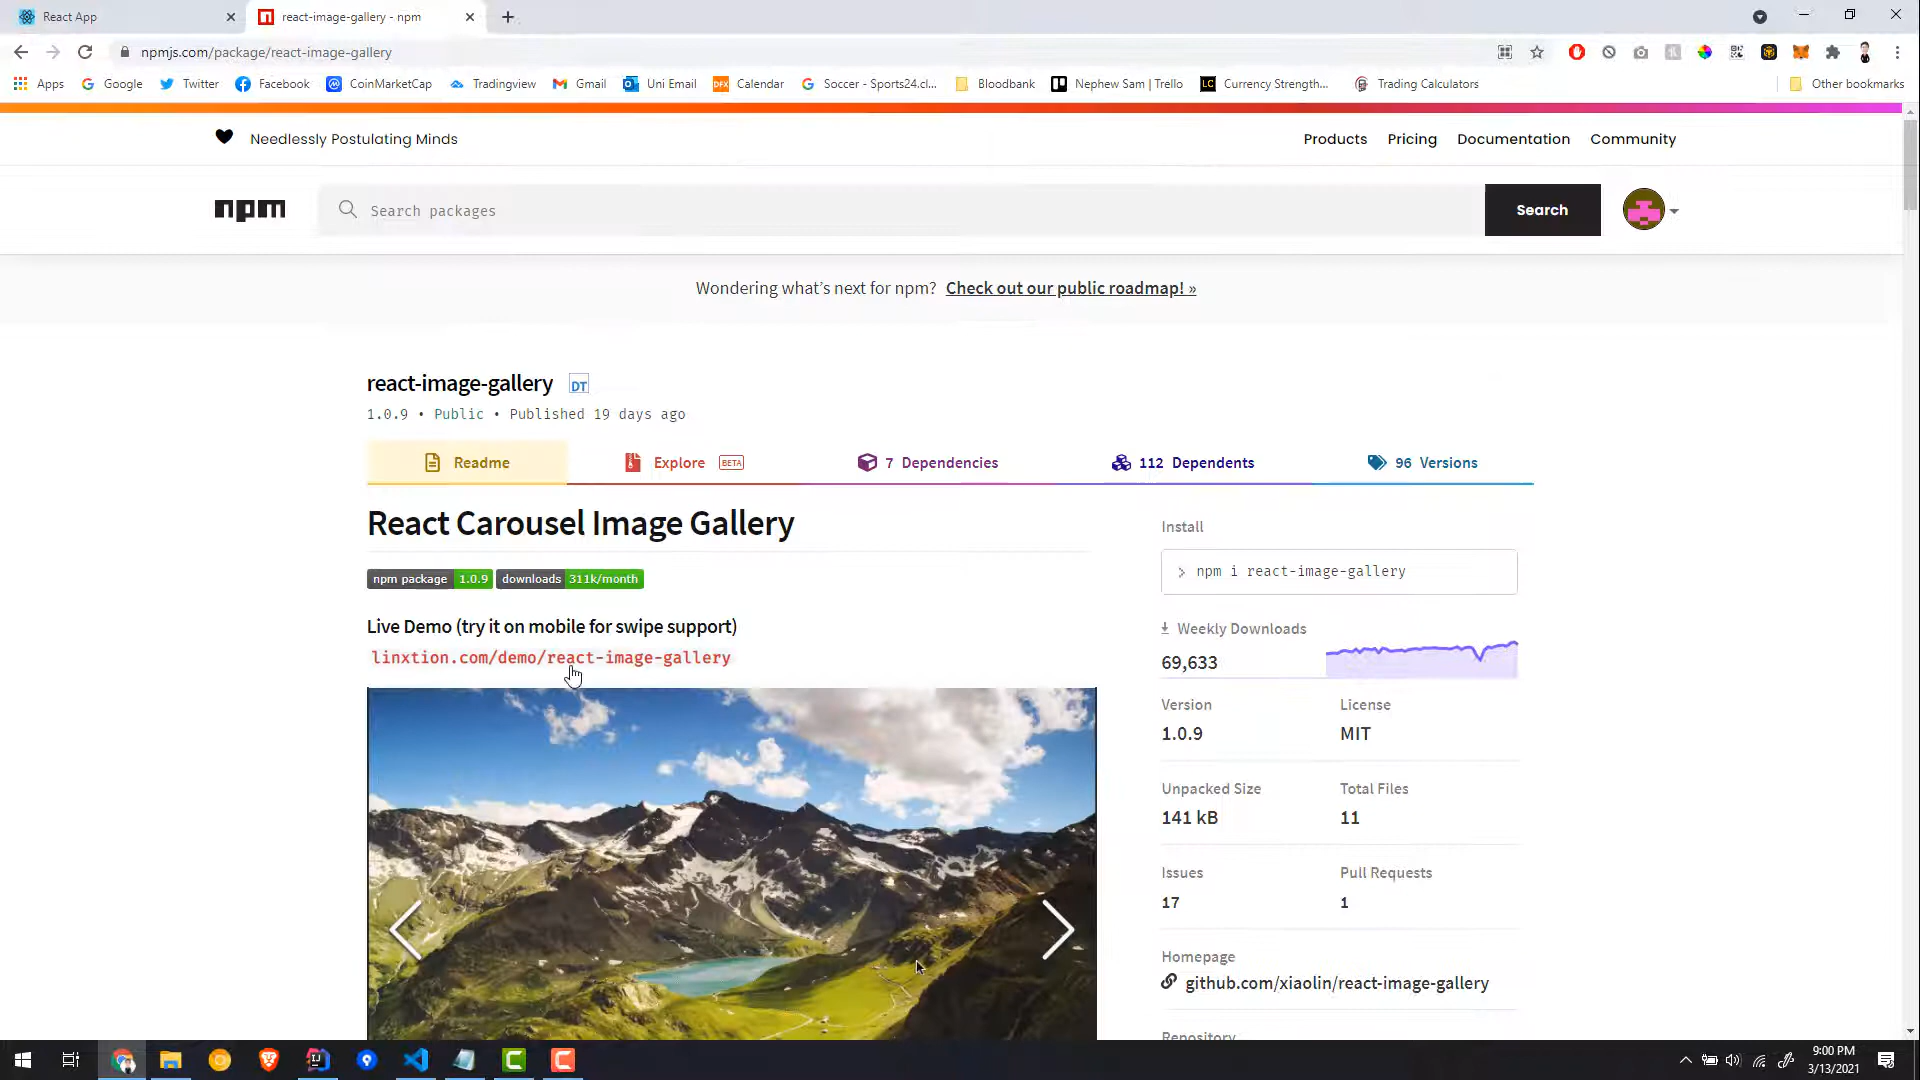 React App
react-image-gallery - npm
npmjs.com/package/react-image-gallery
Apps Google Twitter Facebook CoinMarketCap Tradingview Gmail Uni Email DFX Calendar Soccer - Sports24.cl... Bloodbank Nephew Sam | Trello LC Currency Strength... Trading Calculators Other bookmarks
Needlessly Postulating Minds Products Pricing Documentation Community
npm Search packages Search
Wondering what's next for npm? Check out our public roadmap! »
react-image-gallery DT
1.0.9 • Public • Published 19 days ago
Readme Explore BETA 7 Dependencies 112 Dependents 96 Versions
React Carousel Image Gallery
Install
> npm i react-image-gallery
npm package 1.0.9 downloads 311k/month
Live Demo (try it on mobile for swipe support)
linxtion.com/demo/react-image-gallery
Weekly Downloads
69,633
Version License
1.0.9 MIT
Unpacked Size Total Files
141 kB 11
Issues Pull Requests
17 1
Homepage
github.com/xiaolin/react-image-gallery
Repository
9:00 PM
3/13/2021